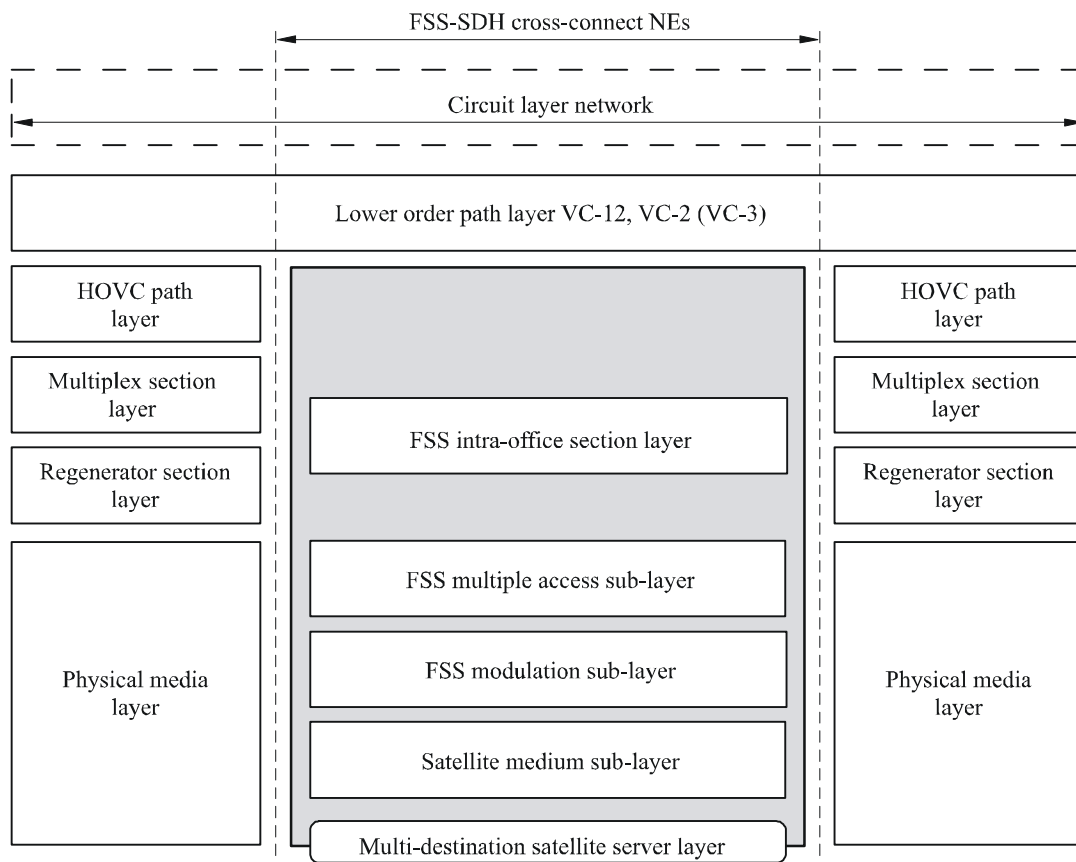 FSS-SDH cross-connect NEs
Circuit layer network
Lower order path layer VC-12, VC-2 (VC-3)
HOVC path
layer
Multiplex section
layer
Regenerator section
layer
Physical media
layer
FSS intra-office section layer
FSS multiple access sub-layer
FSS modulation sub-layer
Satellite medium sub-layer
Multi-destination satellite server layer
HOVC path
layer
Multiplex section
layer
Regenerator section
layer
Physical media
layer